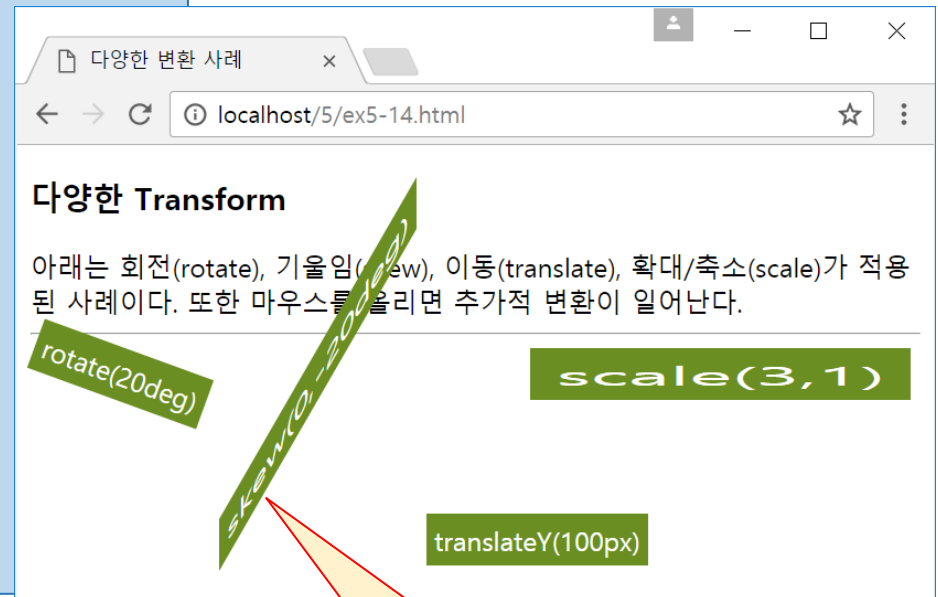 다양한 변환 사례
localhost/5/ex5-14.html
다양한 Transform
아래는 회전(rotate), 기울임(skew), 이동(translate), 확대/축소(scale)가 적용
된 사례이다. 또한 마우스를 올리면 추가적 변환이 일어난다.
rotate(20deg)
skew(0,-20deg)
scale(3,1)
translateY(100px)